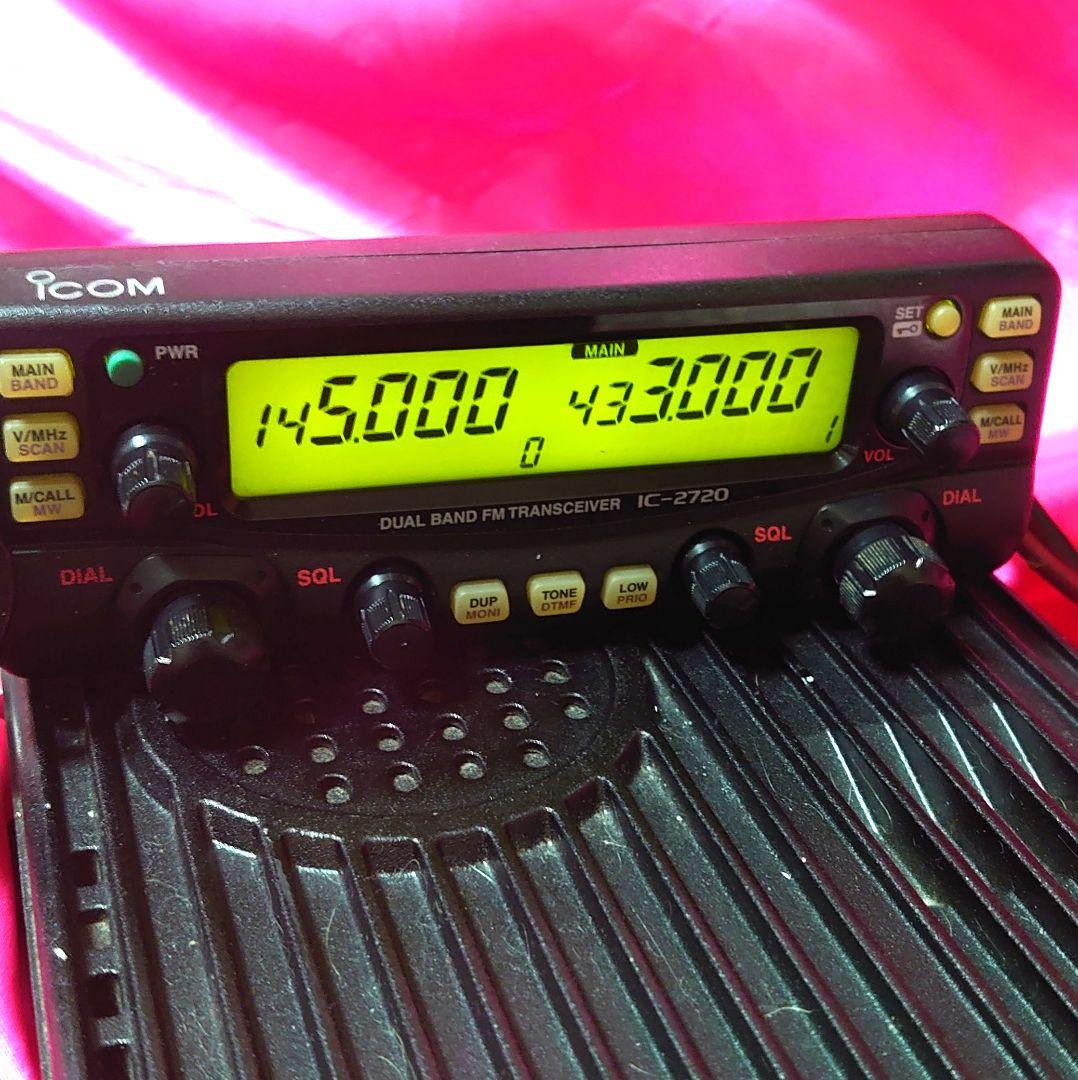 ICOM
PWR
SET
MAIN
BAND
V/MHz
SCAN
M/CALL
MW
MAIN
145.000
433.000
0
1
MAIN
BAND
V/MHz
SCAN
M/CALL
MW
VOL
DUAL BAND FM TRANSCEIVER IC-2720
DIAL
SQL
DUP
MONI
TONE
DTMF
LOW
PRIO
SQL
DIAL